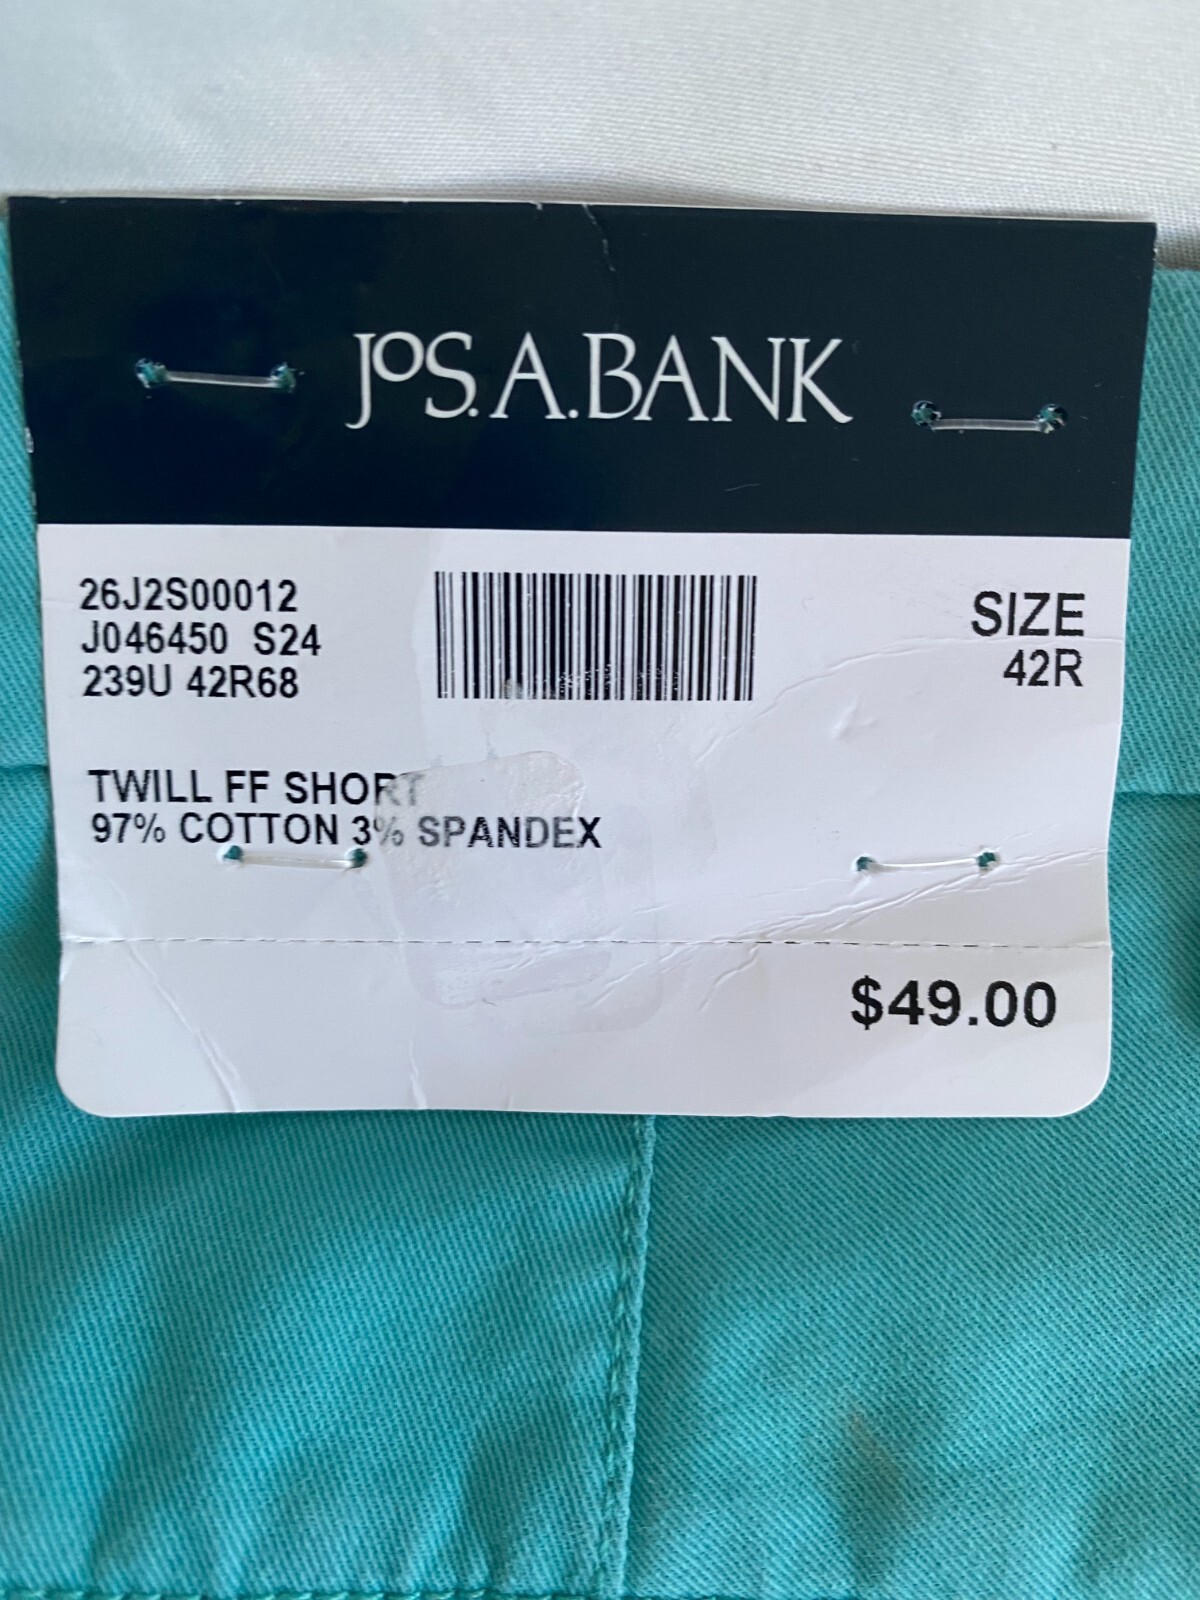 JoS. A. BANK
26J2S00012
J046450 S24
239U 42R68
SIZE
42R
TWILL FF SHORT
97% COTTON 3% SPANDEX
$49.00